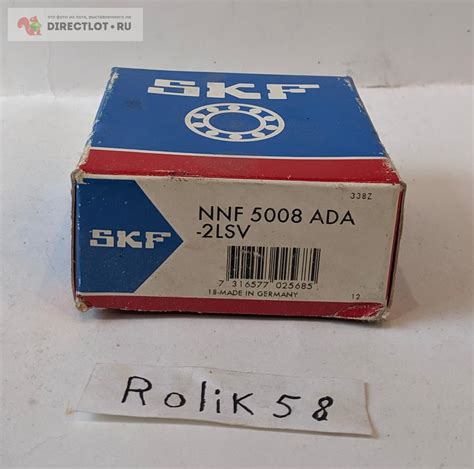 DIRECTLOT.RU
SKF
338Z
NNF 5008 ADA
-2LSV
SKF
7 316577 025685
18-MADE IN GERMANY
12
Rolik 58